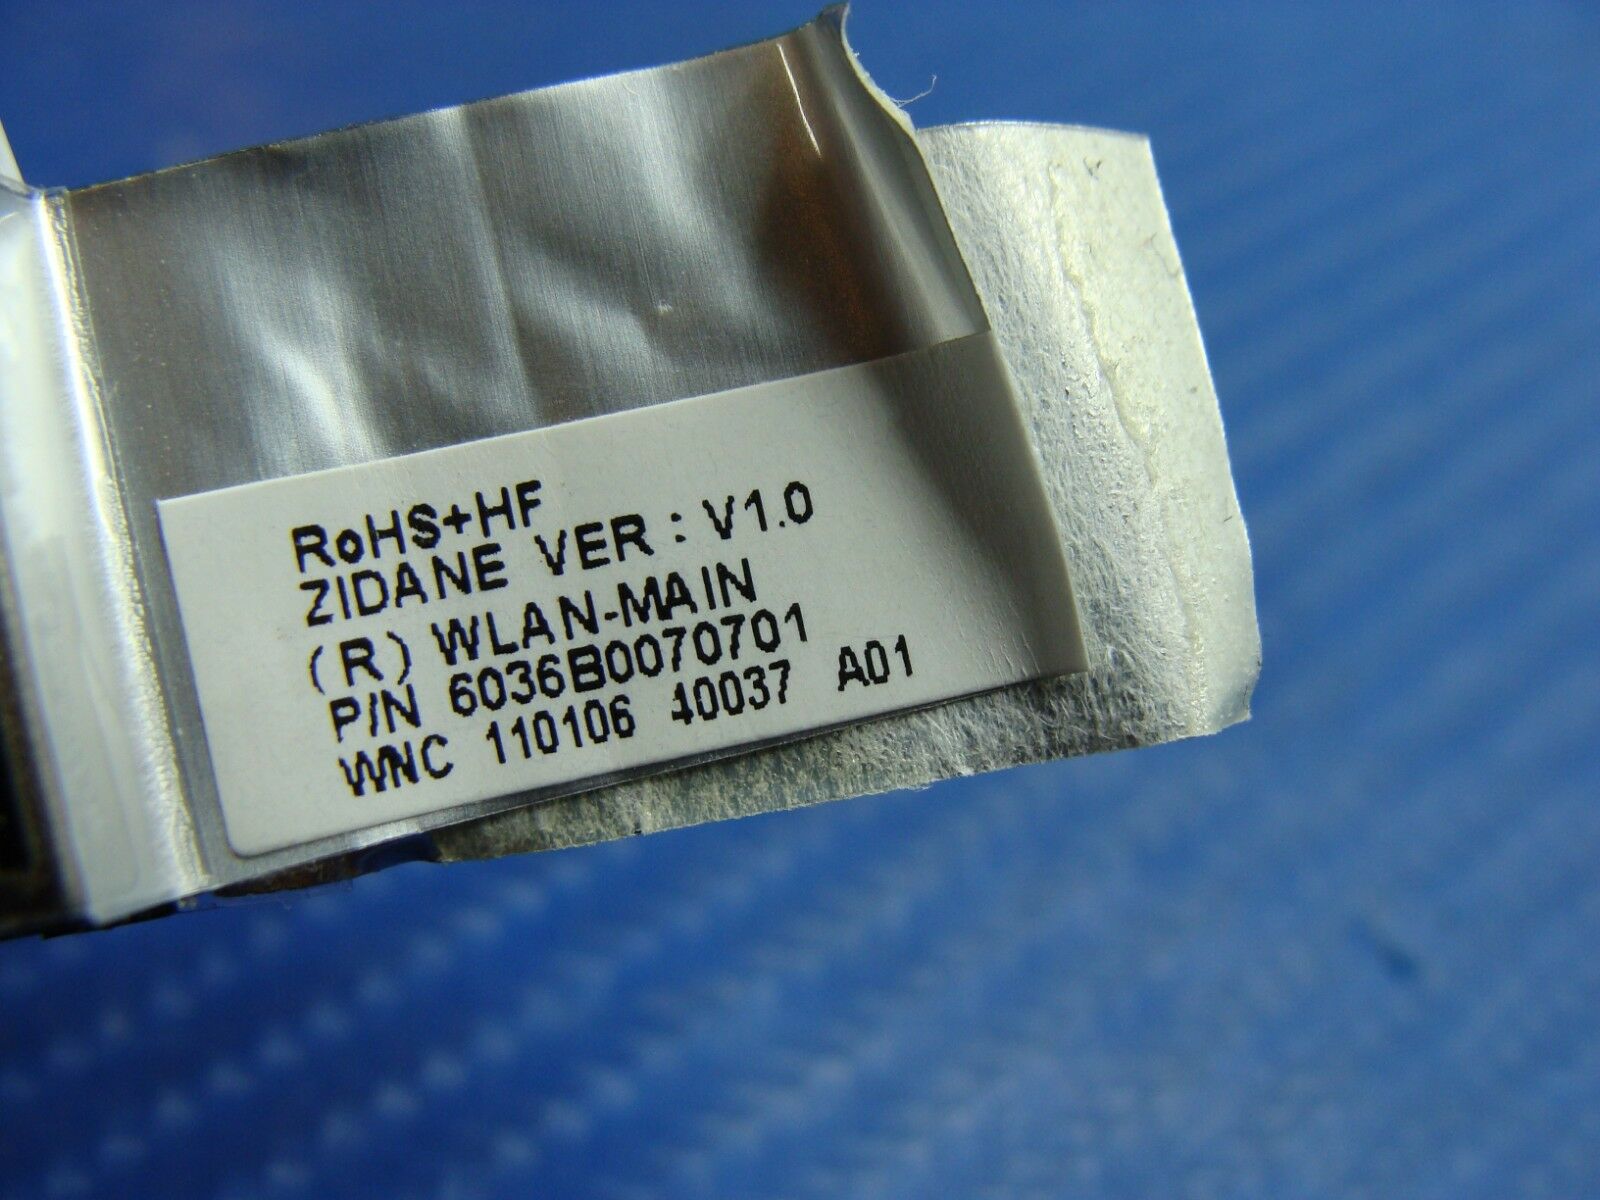 RoHS+HF
ZIDANE VER : V1.0
(R) WLAN-MAIN
P/N 6036B0070701
WNC 110106 40037 A01